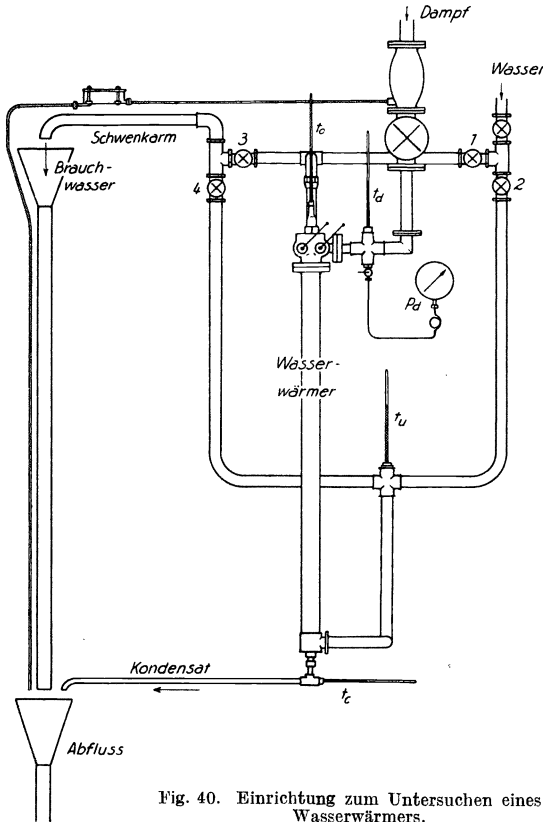 Dampf
Wasser
Schwenkarm
3
t_o
1
Brauch-
wasser
4
2
t_d
p_d
Wasser-
wärmer
t_u
Kondensat
t_c
Abfluss
Fig. 40. Einrichtung zum Untersuchen eines
Wasserwärmers.